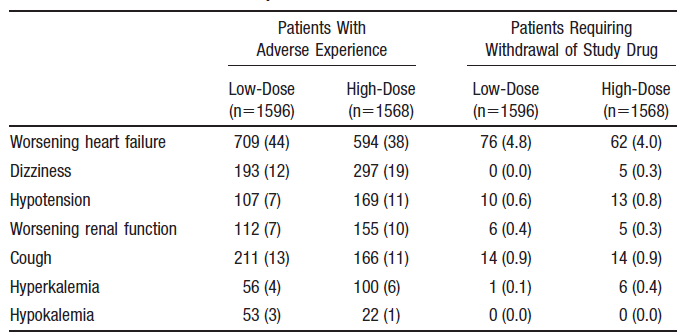 Patients With Adverse Experience Patients Requiring Withdrawal of Study Drug
Low-Dose (n=1596) High-Dose (n=1568) Low-Dose (n=1596) High-Dose (n=1568)
Worsening heart failure 709 (44) 594 (38) 76 (4.8) 62 (4.0)
Dizziness 193 (12) 297 (19) 0 (0.0) 5 (0.3)
Hypotension 107 (7) 169 (11) 10 (0.6) 13 (0.8)
Worsening renal function 112 (7) 155 (10) 6 (0.4) 5 (0.3)
Cough 211 (13) 166 (11) 14 (0.9) 14 (0.9)
Hyperkalemia 56 (4) 100 (6) 1 (0.1) 6 (0.4)
Hypokalemia 53 (3) 22 (1) 0 (0.0) 0 (0.0)